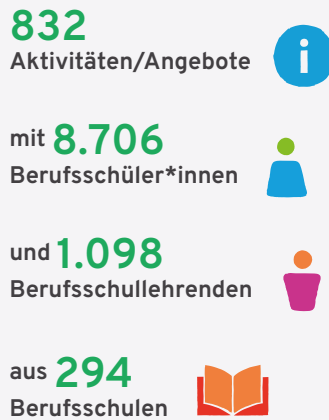 832
Aktivitäten/Angebote
i
mit 8.706
Berufsschüler*innen
und 1.098
Berufsschullehrenden
aus 294
Berufsschulen